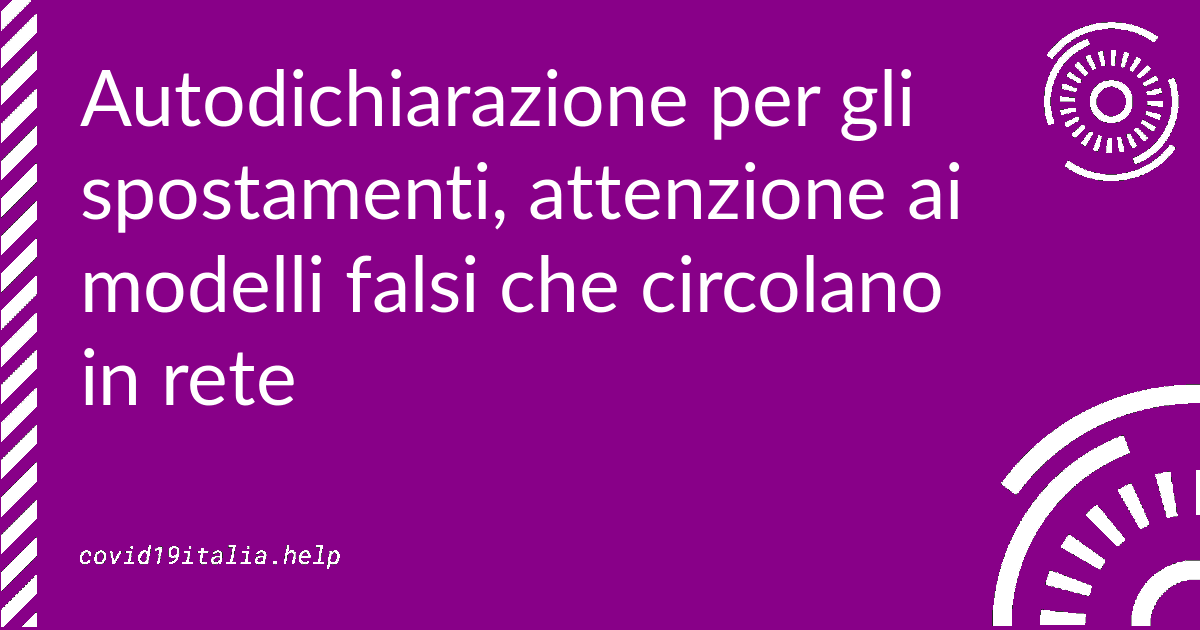 Autodichiarazione per gli
spostamenti, attenzione ai
modelli falsi che circolano
in rete
covid19italia.help